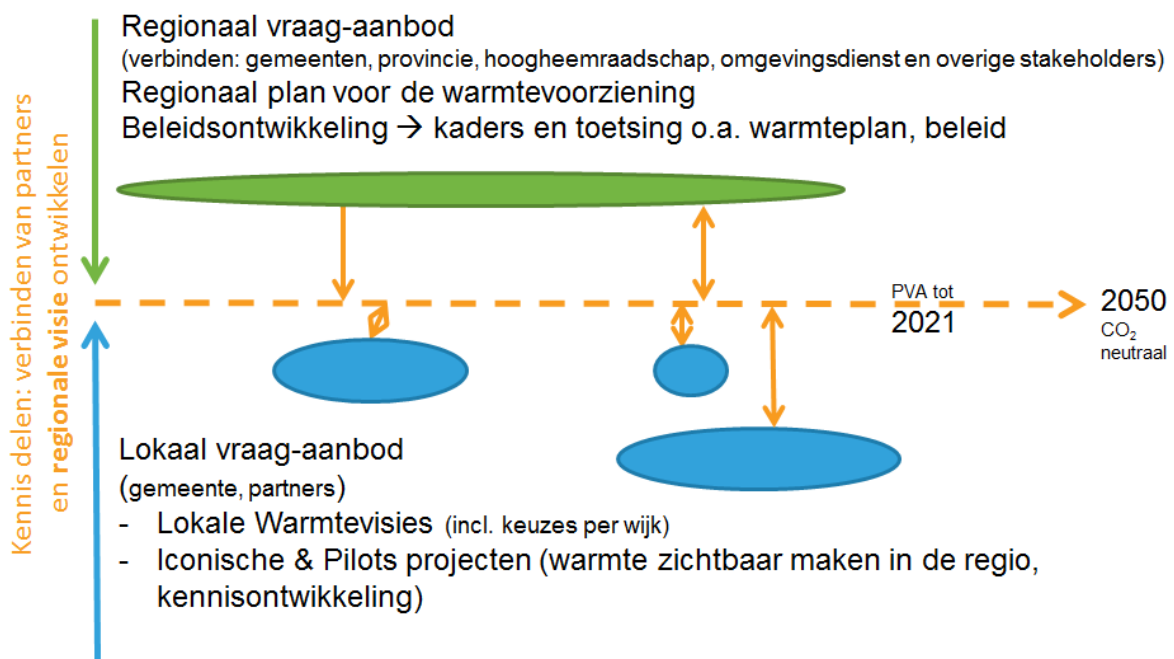 Regionaal vraag-aanbod
(verbinden: gemeenten, provincie, hoogheemraadschap, omgevingsdienst en overige stakeholders)
Regionaal plan voor de warmtevoorziening
Beleidsontwikkeling → kaders en toetsing o.a. warmteplan, beleid
Kennis delen: verbinden van partners
en regionale visie ontwikkelen
PVA tot
2021
2050
CO₂
neutraal
Lokaal vraag-aanbod
(gemeente, partners)
- Lokale Warmtevisies (incl. keuzes per wijk)
- Iconische & Pilots projecten (warmte zichtbaar maken in de regio,
kennisontwikkeling)